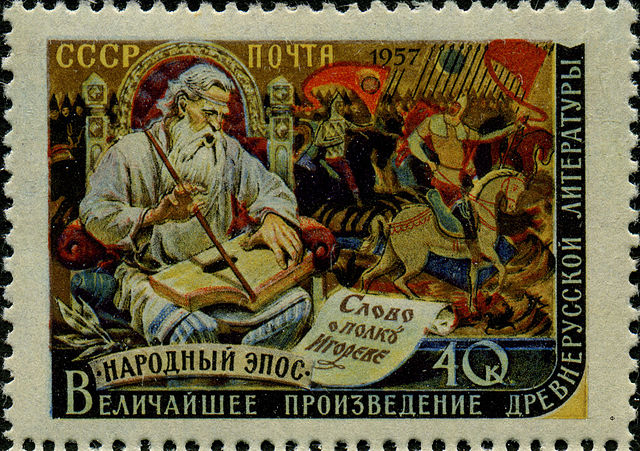 СССР ПОЧТА 1957
Слово
о полку
Игореве
НАРОДНЫЙ ЭПОС
40к
ВЕЛИЧАЙШЕЕ ПРОИЗВЕДЕНИЕ ДРЕВНЕРУССКОЙ ЛИТЕРАТУРЫ